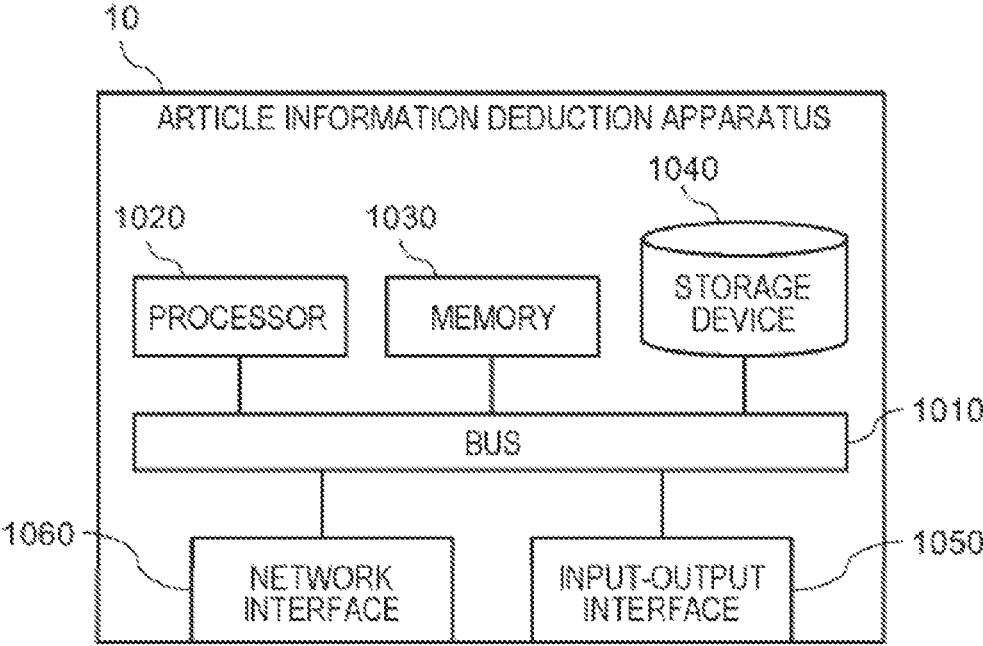 10
ARTICLE INFORMATION DEDUCTION APPARATUS
1040
1020
1030
STORAGE
DEVICE
PROCESSOR
MEMORY
1010
BUS
1060
1050
NETWORK
INTERFACE
INPUT-OUTPUT
INTERFACE